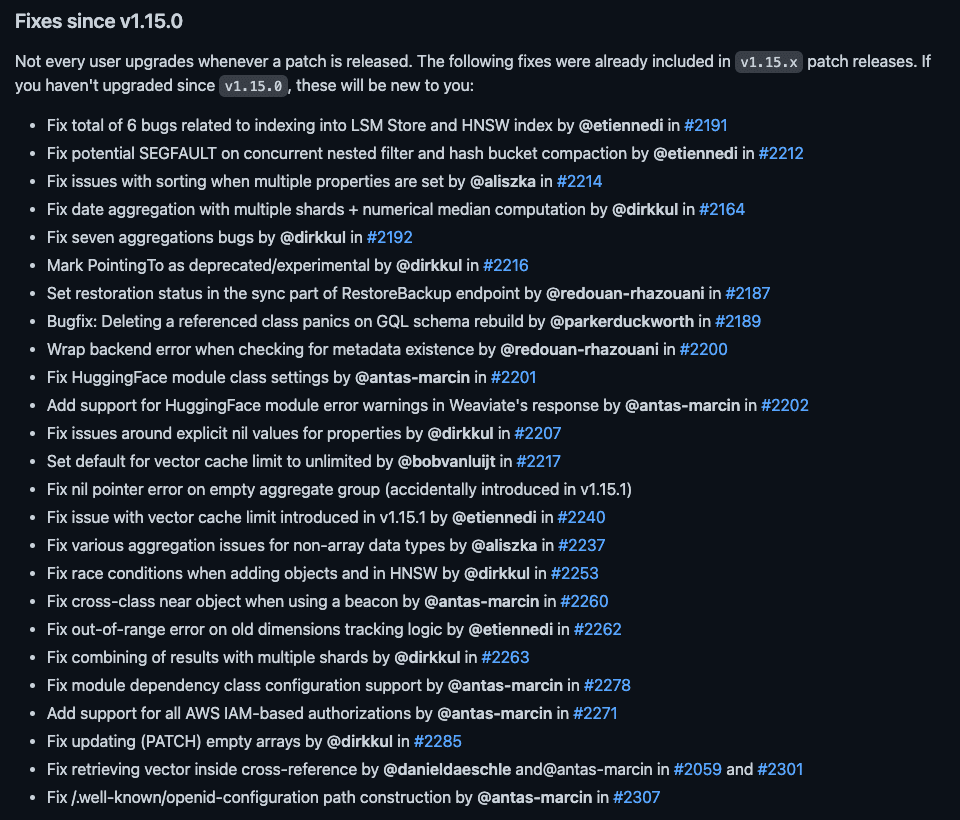 Fixes since v1.15.0
Not every user upgrades whenever a patch is released. The following fixes were already included in v1.15.x patch releases. If
you haven't upgraded since v1.15.0, these will be new to you:
• Fix total of 6 bugs related to indexing into LSM Store and HNSW index by @etiennedi in #2191
• Fix potential SEGFAULT on concurrent nested filter and hash bucket compaction by @etiennedi in #2212
• Fix issues with sorting when multiple properties are set by @aliszka in #2214
• Fix date aggregation with multiple shards + numerical median computation by @dirkkul in #2164
• Fix seven aggregations bugs by @dirkkul in #2192
• Mark PointingTo as deprecated/experimental by @dirkkul in #2216
• Set restoration status in the sync part of RestoreBackup endpoint by @redouan-rhazouani in #2187
• Bugfix: Deleting a referenced class panics on GQL schema rebuild by @parkerduckworth in #2189
• Wrap backend error when checking for metadata existence by @redouan-rhazouani in #2200
• Fix HuggingFace module class settings by @antas-marcin in #2201
• Add support for HuggingFace module error warnings in Weaviate's response by @antas-marcin in #2202
• Fix issues around explicit nil values for properties by @dirkkul in #2207
• Set default for vector cache limit to unlimited by @bobvanluijt in #2217
• Fix nil pointer error on empty aggregate group (accidentally introduced in v1.15.1)
• Fix issue with vector cache limit introduced in v1.15.1 by @etiennedi in #2240
• Fix various aggregation issues for non-array data types by @aliszka in #2237
• Fix race conditions when adding objects and in HNSW by @dirkkul in #2253
• Fix cross-class near object when using a beacon by @antas-marcin in #2260
• Fix out-of-range error on old dimensions tracking logic by @etiennedi in #2262
• Fix combining of results with multiple shards by @dirkkul in #2263
• Fix module dependency class configuration support by @antas-marcin in #2278
• Add support for all AWS IAM-based authorizations by @antas-marcin in #2271
• Fix updating (PATCH) empty arrays by @dirkkul in #2285
• Fix retrieving vector inside cross-reference by @danieldaeschle and@antas-marcin in #2059 and #2301
• Fix /.well-known/openid-configuration path construction by @antas-marcin in #2307